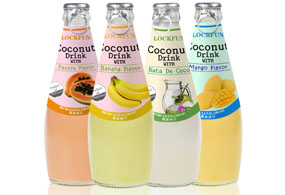 LOCKFUN
Coconut
Drink
WITH
Papaya Flavor
LOCKFUN
Coconut
Drink
WITH
Banana Flavor
LOCKFUN
Coconut
Drink
WITH
Nata De Coco
LOCKFUN
Coconut
Drink
WITH
Mango Flavor